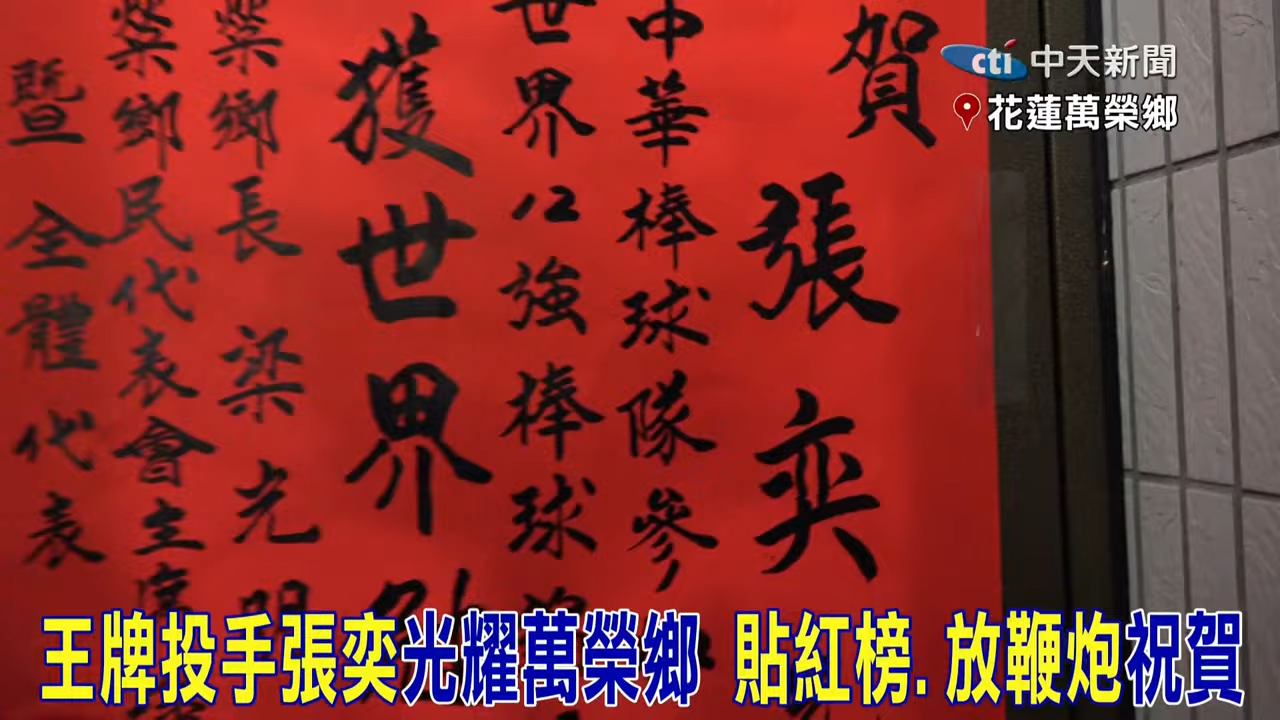 cti 中天新聞
花蓮萬榮鄉
賀 張奕
中華棒球隊參
世界12強棒球
獲世界
榮鄉長 梁光明
榮鄉民代表會主席
暨全體代表
王牌投手張奕光耀萬榮鄉 貼紅榜.放鞭炮祝賀